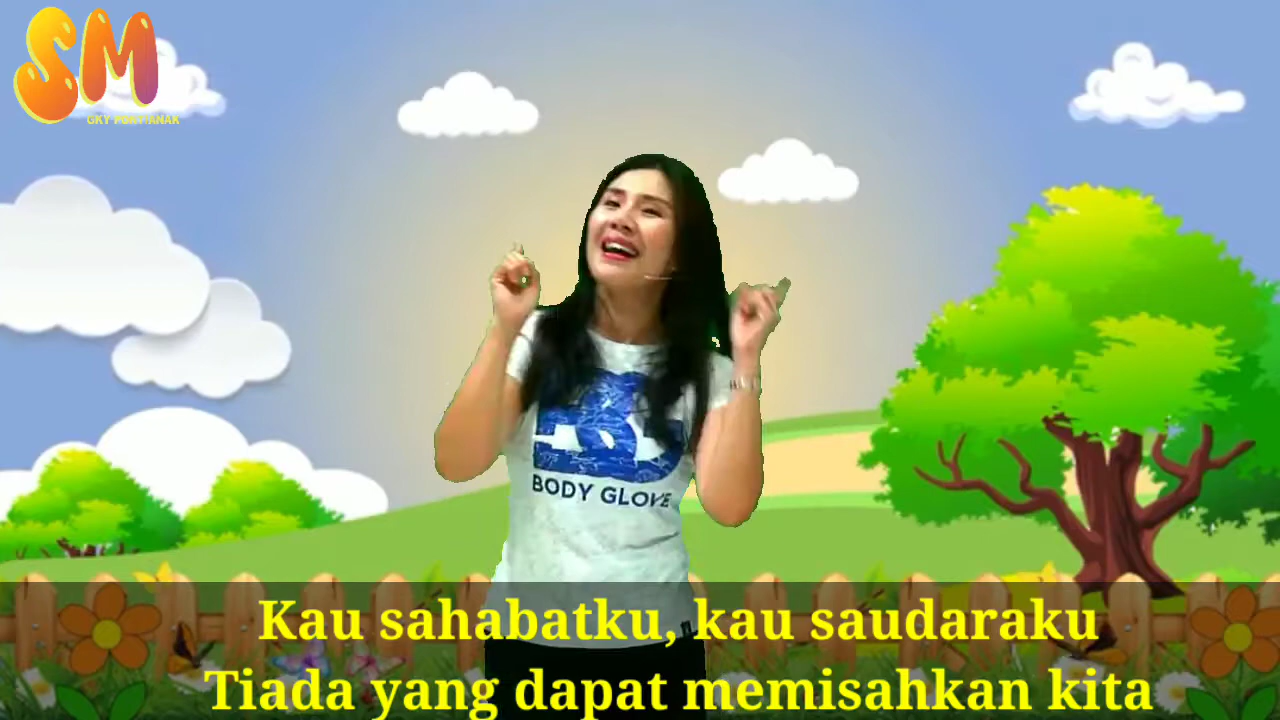 SM
GKY PONTIANAK
BODY GLOVE
Kau sahabatku, kau saudaraku
Tiada yang dapat memisahkan kita